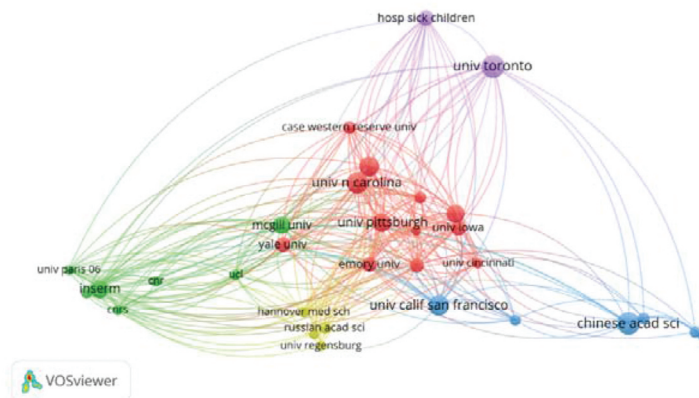 hosp sick children
univ toronto
case western reserve univ
univ n carolina
mcgill univ
univ pittsburgh
univ iowa
yale univ
emory univ
univ cincinnati
univ paris 06
cnr
ucl
inserm
cnrs
univ calif san francisco
hannover med sch
russian acad sci
chinese acad sci
univ regensburg
VOSviewer